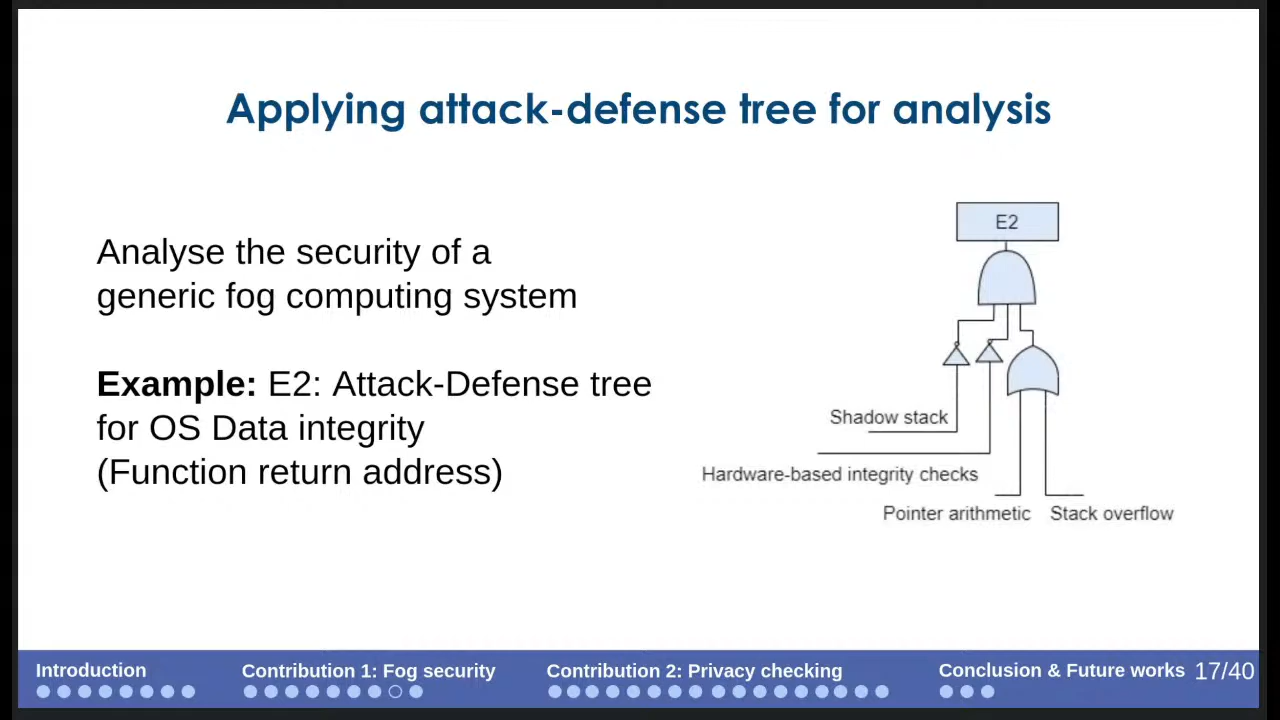 Applying attack-defense tree for analysis
Analyse the security of a
generic fog computing system
Example: E2: Attack-Defense tree
for OS Data integrity
(Function return address)
E2
Shadow stack
Hardware-based integrity checks
Pointer arithmetic
Stack overflow
Introduction
Contribution 1: Fog security
Contribution 2: Privacy checking
Conclusion & Future works
17/40